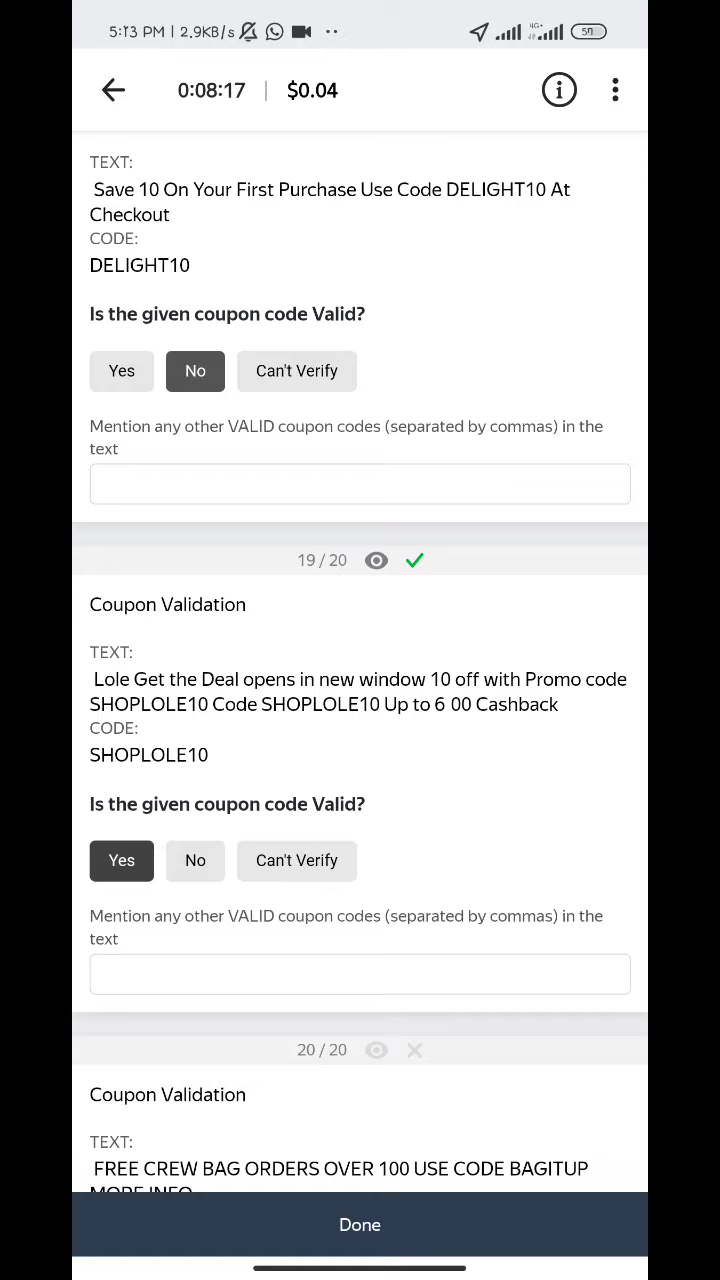 5:13 PM | 2.9KB/s
4G+
0:08:17 | $0.04
TEXT:
Save 10 On Your First Purchase Use Code DELIGHT10 At
Checkout
CODE:
DELIGHT10
Is the given coupon code Valid?
Yes No Can't Verify
Mention any other VALID coupon codes (separated by commas) in the
text
19 / 20
Coupon Validation
TEXT:
Lole Get the Deal opens in new window 10 off with Promo code
SHOPLOLE10 Code SHOPLOLE10 Up to 6 00 Cashback
CODE:
SHOPLOLE10
Is the given coupon code Valid?
Yes No Can't Verify
Mention any other VALID coupon codes (separated by commas) in the
text
20 / 20
Coupon Validation
TEXT:
FREE CREW BAG ORDERS OVER 100 USE CODE BAGITUP
MORE INFO
Done